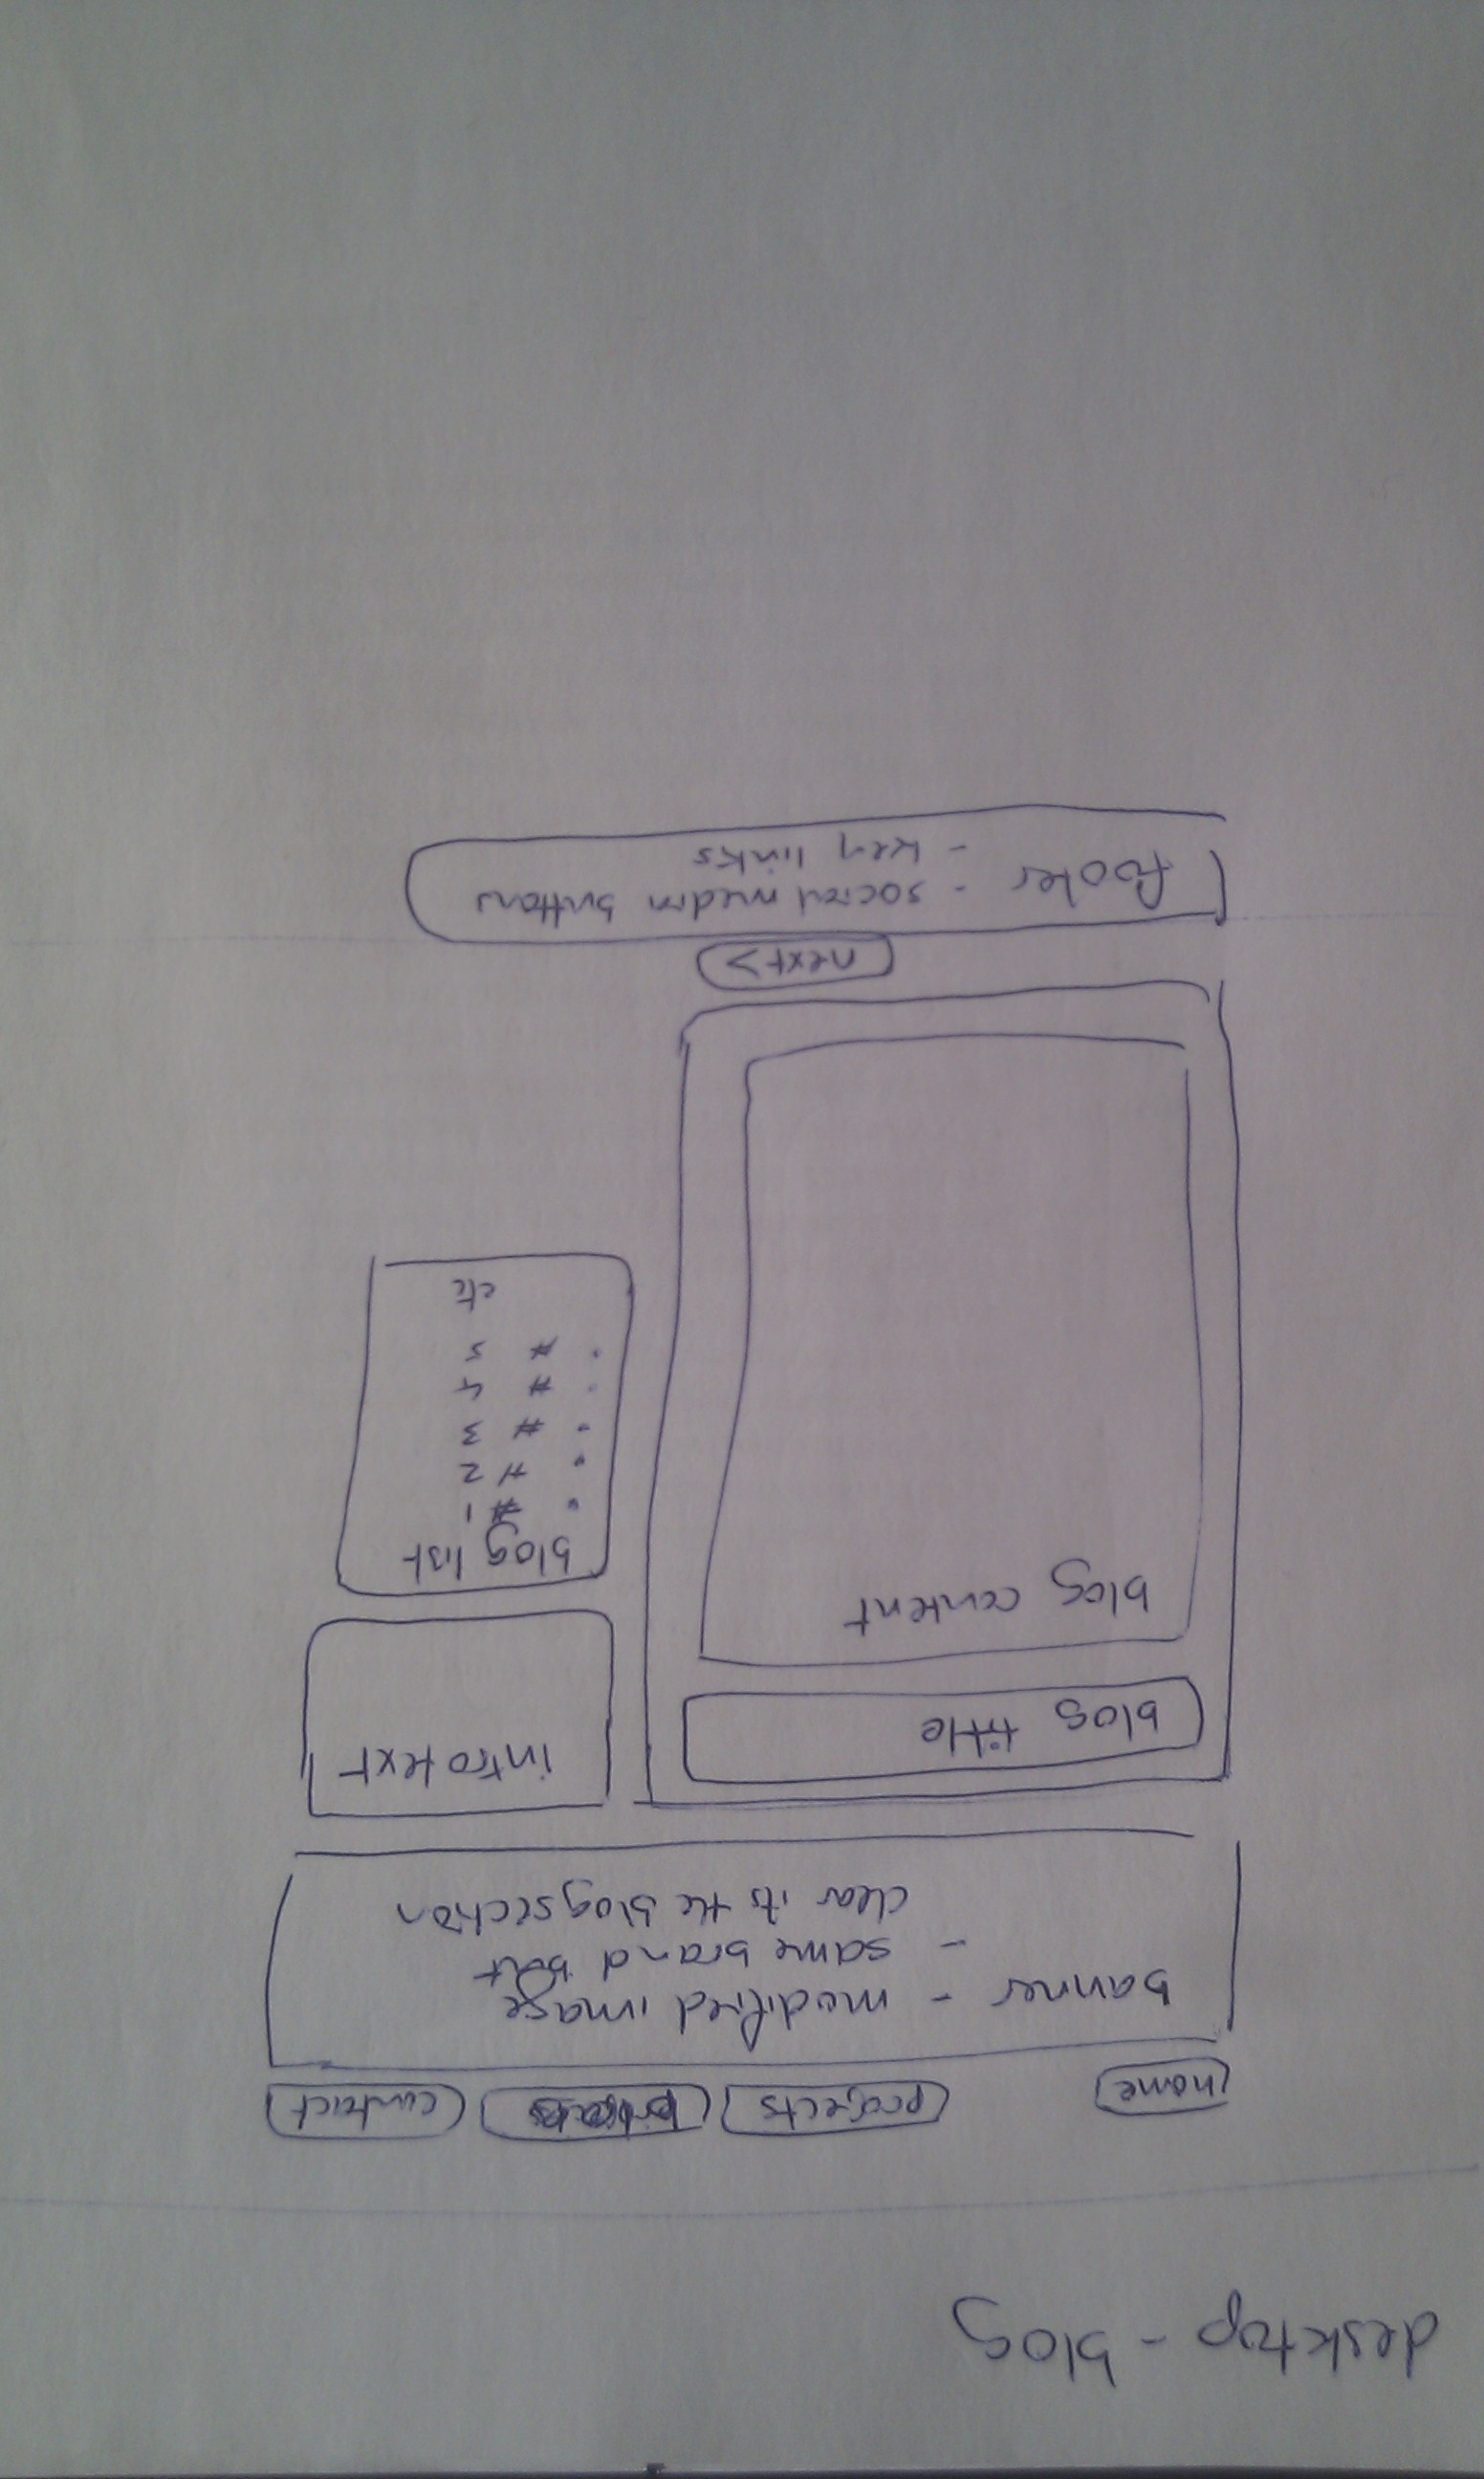 desktop - blog
home projects contact
banner - modified image
- same brand but
clear its the blog section
blog title
blog content
intro text
blog list
• #1
• #2
• #3
• #4
• #5
etc
next >
footer - social media buttons
- key links